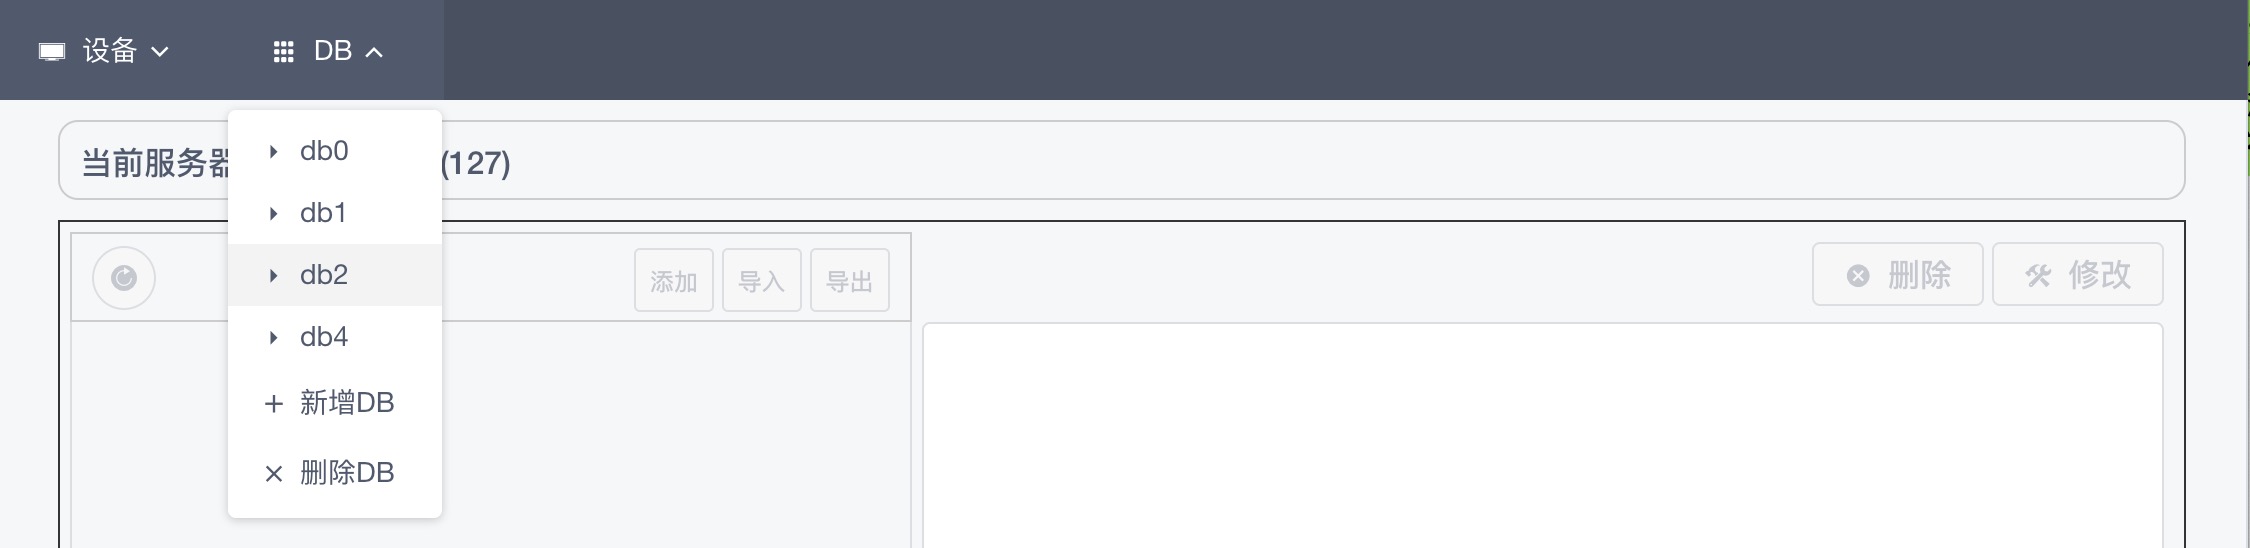 设备 DB
db0
当前服务器 (127)
db1
db2
添加 导入 导出 删除 修改
db4
新增DB
删除DB